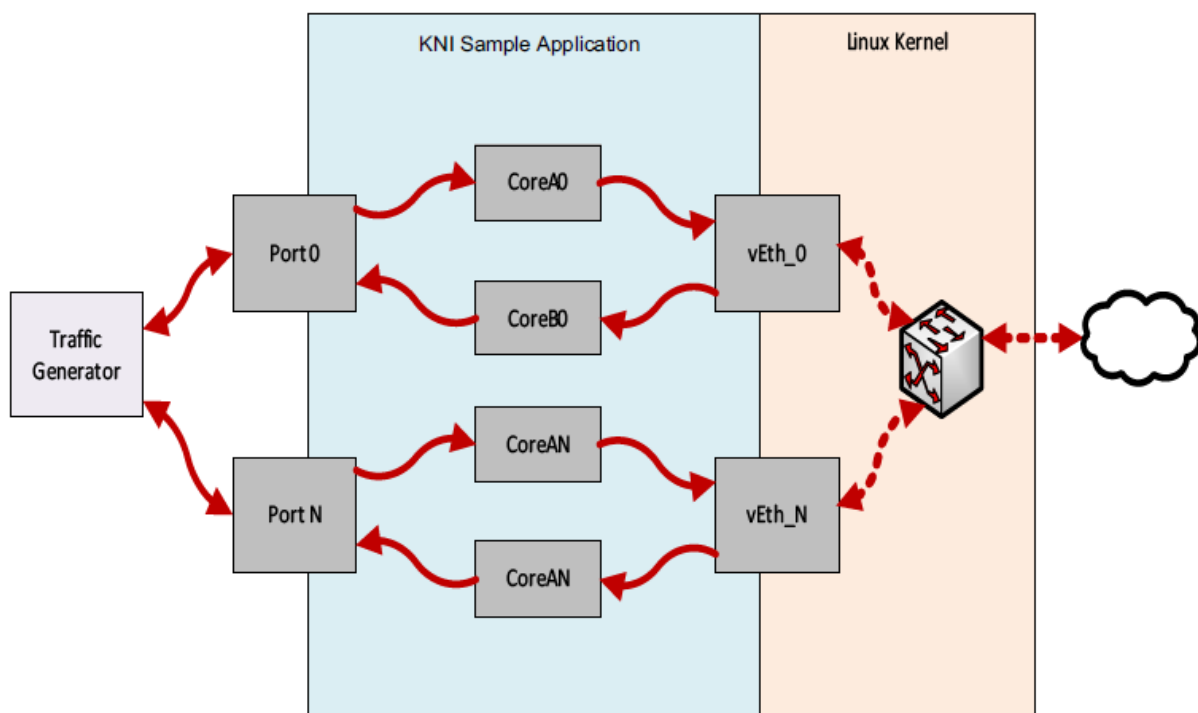 KNI Sample Application
Linux Kernel
CoreA0
Port 0
vEth_0
CoreB0
Traffic
Generator
CoreAN
Port N
vEth_N
CoreAN